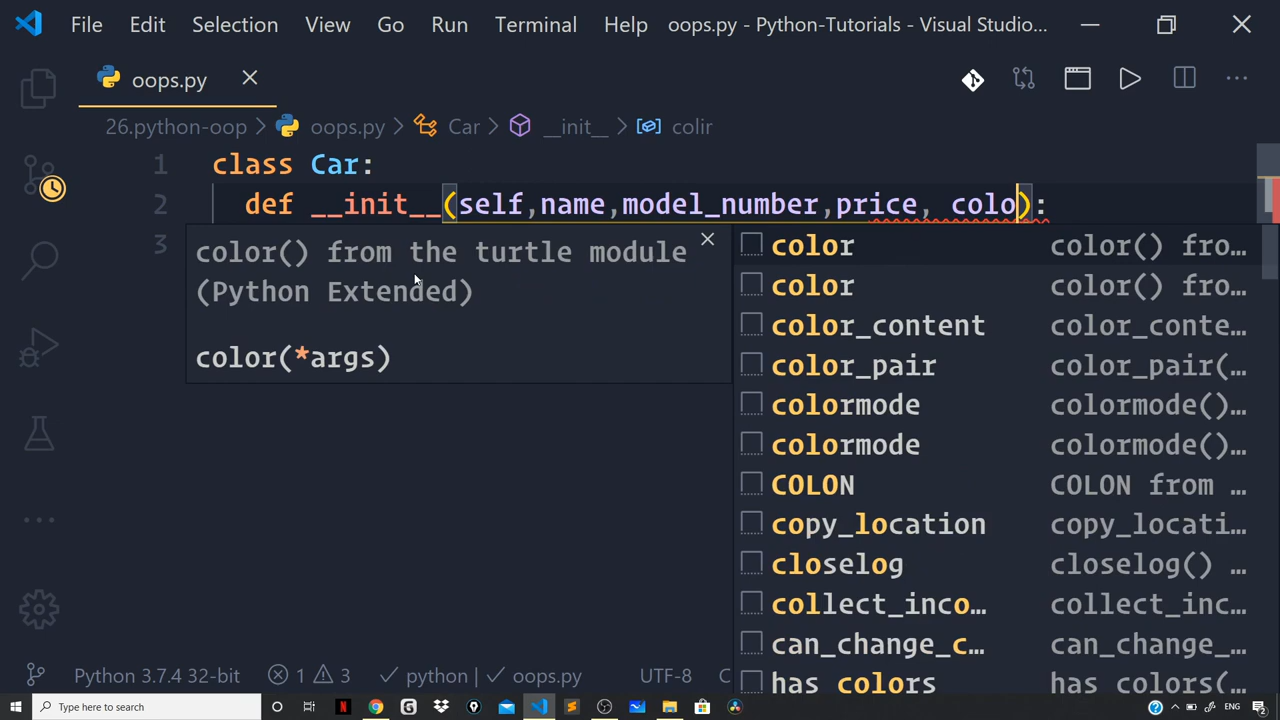 File Edit Selection View Go Run Terminal Help oops.py - Python-Tutorials - Visual Studio...
oops.py
26.python-oop > oops.py > Car > __init__ > colir
1 class Car:
2 def __init__(self,name,model_number,price, colo):
3
color() from the turtle module
(Python Extended)
color(*args)
color color() fro...
color color() fro...
color_content color_conte...
color_pair color_pair(...
colormode colormode()...
colormode colormode()...
COLON COLON from ...
copy_location copy_locati...
closelog closelog() ...
collect_inco... collect_inc...
can_change_c... can_change_...
has_colors has_colors(...
Python 3.7.4 32-bit 1 3 python | oops.py UTF-8 C
Type here to search ENG 2